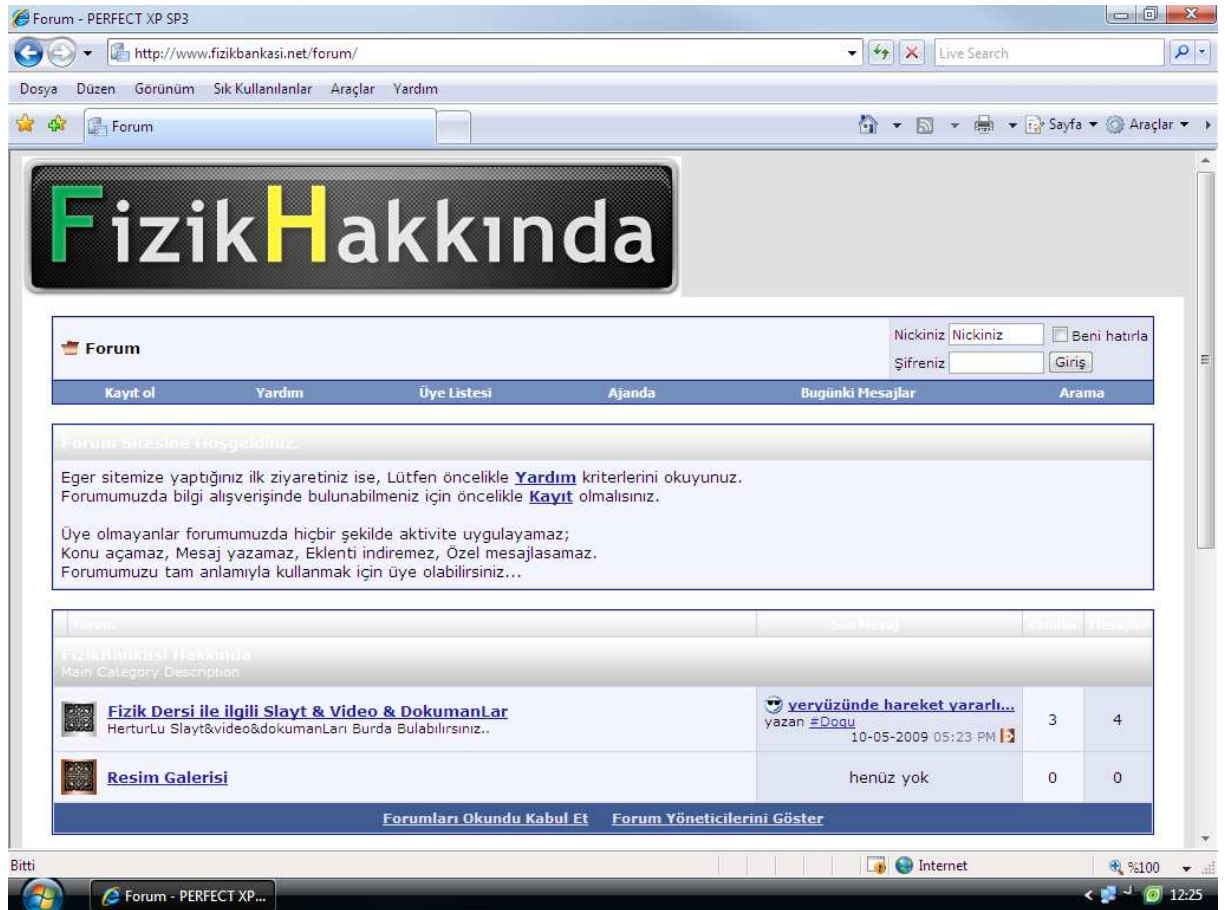 Forum - PERFECT XP SP3
http://www.fizikbankasi.net/forum/
Live Search
Dosya Düzen Görünüm Sık Kullanılanlar Araçlar Yardım
Forum
Sayfa Araçlar
FizikHakkında
Forum
Nickiniz Nickiniz Beni hatırla
Şifreniz Giriş
Kayıt ol Yardım Üye Listesi Ajanda Bugünki Mesajlar Arama
Forum Sitesine Hoşgeldiniz.
Eger sitemize yaptığınız ilk ziyaretiniz ise, Lütfen öncelikle Yardım kriterlerini okuyunuz.
Forumumuzda bilgi alışverişinde bulunabilmeniz için öncelikle Kayıt olmalısınız.
Üye olmayanlar forumumuzda hiçbir şekilde aktivite uygulayamaz;
Konu açamaz, Mesaj yazamaz, Eklenti indiremez, Özel mesajlasamaz.
Forumumuzu tam anlamıyla kullanmak için üye olabilirsiniz...
Forum Son Mesaj Konular Mesajlar
FizikBankasi Hakkında
Main Category Description
Fizik Dersi ile ilgili Slayt & Video & DokumanLar
HerturLu Slayt&video&dokumanLarı Burda Bulabılırsınız..
yeryüzünde hareket yararlı...
yazan #Dogu
10-05-2009 05:23 PM
3 4
Resim Galerisi
henüz yok 0 0
Forumları Okundu Kabul Et Forum Yöneticilerini Göster
Bitti
Internet
%100
Forum - PERFECT XP...
12:25